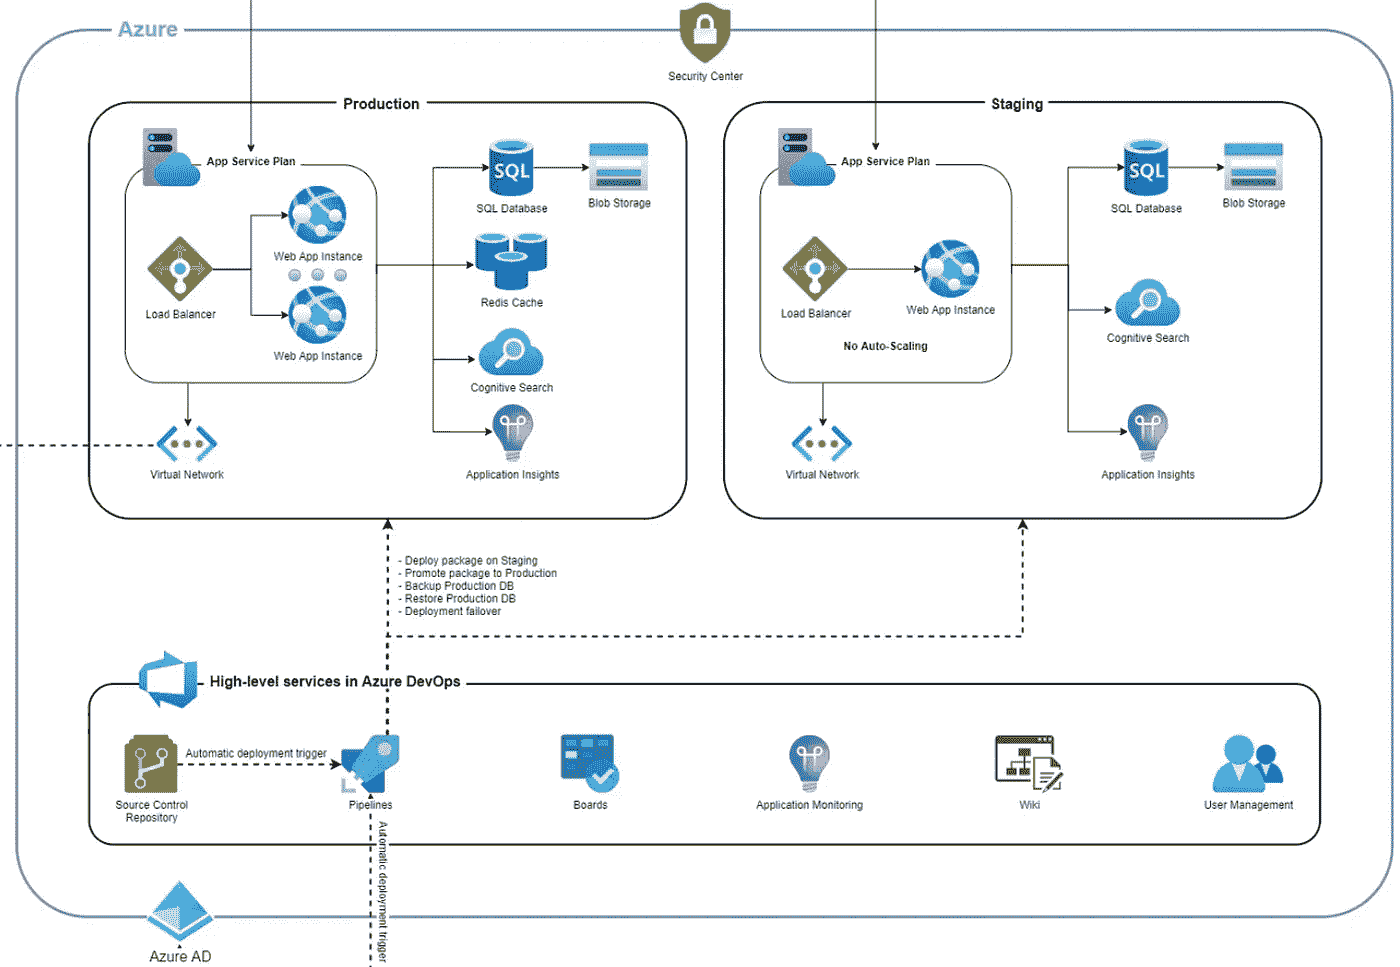 Azure
Security Center
Production
App Service Plan
Web App Instance
Load Balancer
Web App Instance
Virtual Network
SQL
SQL Database
Blob Storage
Redis Cache
Cognitive Search
Application Insights
Staging
App Service Plan
Load Balancer
Web App Instance
No Auto-Scaling
Virtual Network
SQL
SQL Database
Blob Storage
Cognitive Search
Application Insights
- Deploy package on Staging
- Promote package to Production
- Backup Production DB
- Restore Production DB
- Deployment failover
High-level services in Azure DevOps
Source Control
Repository
Automatic deployment trigger
Pipelines
Boards
Application Monitoring
Wiki
User Management
Automatic deployment trigger
Azure AD